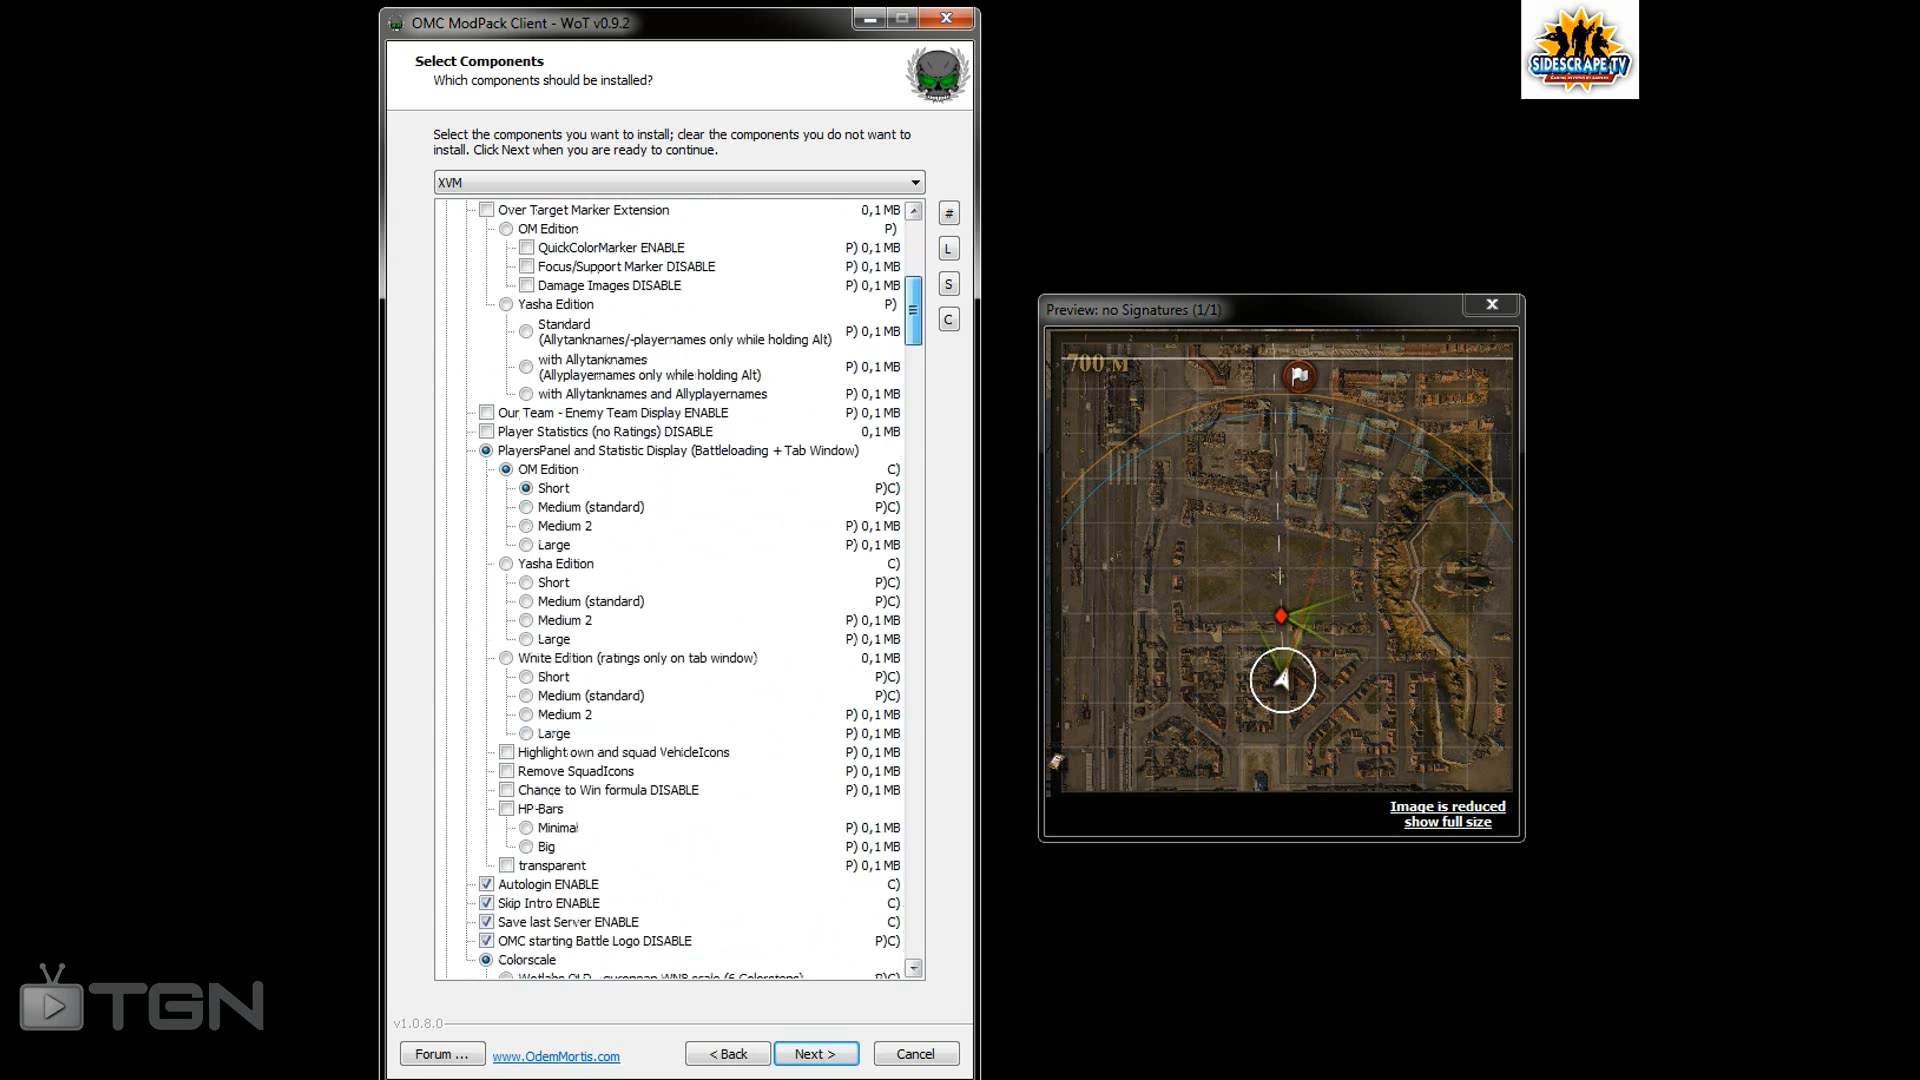 OMC ModPack Client - WoT v0.9.2
Select Components
Which components should be installed?
Select the components you want to install; clear the components you do not want to
install. Click Next when you are ready to continue.
XVM
Over Target Marker Extension 0,1 MB
OM Edition P)
QuickColorMarker ENABLE P) 0,1 MB
Focus/Support Marker DISABLE P) 0,1 MB
Damage Images DISABLE P) 0,1 MB
Yasha Edition P)
Standard
(Allytanknames/-playernames only while holding Alt) P) 0,1 MB
with Allytanknames
(Allyplayernames only while holding Alt) P) 0,1 MB
with Allytanknames and Allyplayernames P) 0,1 MB
Our Team - Enemy Team Display ENABLE P) 0,1 MB
Player Statistics (no Ratings) DISABLE 0,1 MB
PlayersPanel and Statistic Display (Battleloading + Tab Window)
OM Edition C)
Short P)C)
Medium (standard) P)C)
Medium 2 P) 0,1 MB
Large P) 0,1 MB
Yasha Edition C)
Short P)C)
Medium (standard) P)C)
Medium 2 P) 0,1 MB
Large P) 0,1 MB
White Edition (ratings only on tab window) 0,1 MB
Short P)C)
Medium (standard) P)C)
Medium 2 P) 0,1 MB
Large P) 0,1 MB
Highlight own and squad VehicleIcons P) 0,1 MB
Remove SquadIcons P) 0,1 MB
Chance to Win formula DISABLE P) 0,1 MB
HP-Bars
Minimal P) 0,1 MB
Big P) 0,1 MB
transparent P) 0,1 MB
Autologin ENABLE C)
Skip Intro ENABLE C)
Save last Server ENABLE C)
OMC starting Battle Logo DISABLE P)C)
Colorscale
Wotlabs OLD - european WN8 scale (6 Colorsteps) P)C)
#
L
S
C
v1.0.8.0
Forum ...
www.OdemMortis.com
< Back
Next >
Cancel
SIDESCRAPE TV
Preview: no Signatures (1/1)
700 м
Image is reduced
show full size
TGN